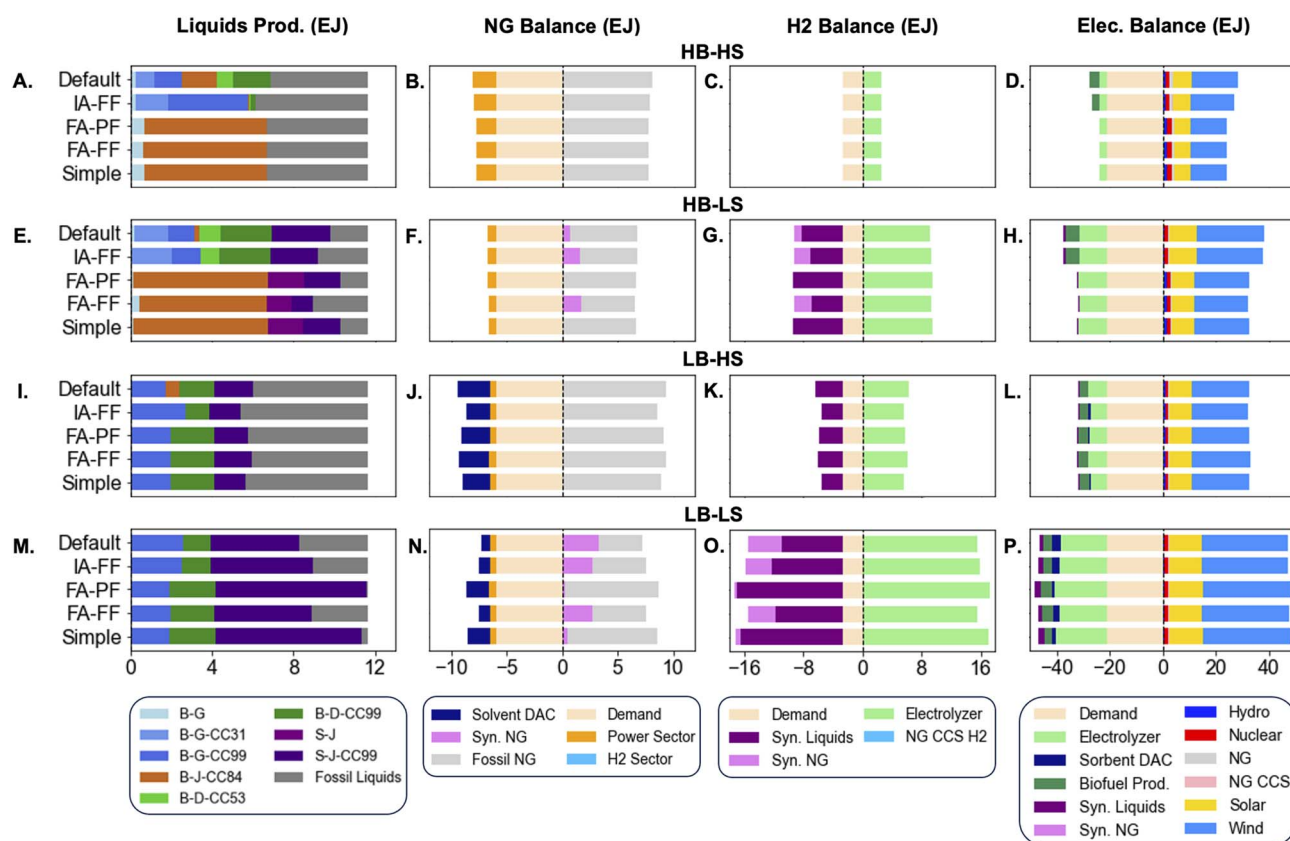 Liquids Prod. (EJ) NG Balance (EJ) H2 Balance (EJ) Elec. Balance (EJ)
HB-HS
A. Default B. C. D.
IA-FF
FA-PF
FA-FF
Simple
HB-LS
E. Default F. G. H.
IA-FF
FA-PF
FA-FF
Simple
LB-HS
I. Default J. K. L.
IA-FF
FA-PF
FA-FF
Simple
LB-LS
M. Default N. O. P.
IA-FF
FA-PF
FA-FF
Simple
0 4 8 12 −10 −5 0 5 10 −16 −8 0 8 16 −40 −20 0 20 40
B-G
B-G-CC31
B-G-CC99
B-J-CC84
B-D-CC53
B-D-CC99
S-J
S-J-CC99
Fossil Liquids
Solvent DAC
Syn. NG
Fossil NG
Demand
Power Sector
H2 Sector
Demand
Syn. Liquids
Syn. NG
Electrolyzer
NG CCS H2
Demand
Electrolyzer
Sorbent DAC
Biofuel Prod.
Syn. Liquids
Syn. NG
Hydro
Nuclear
NG
NG CCS
Solar
Wind